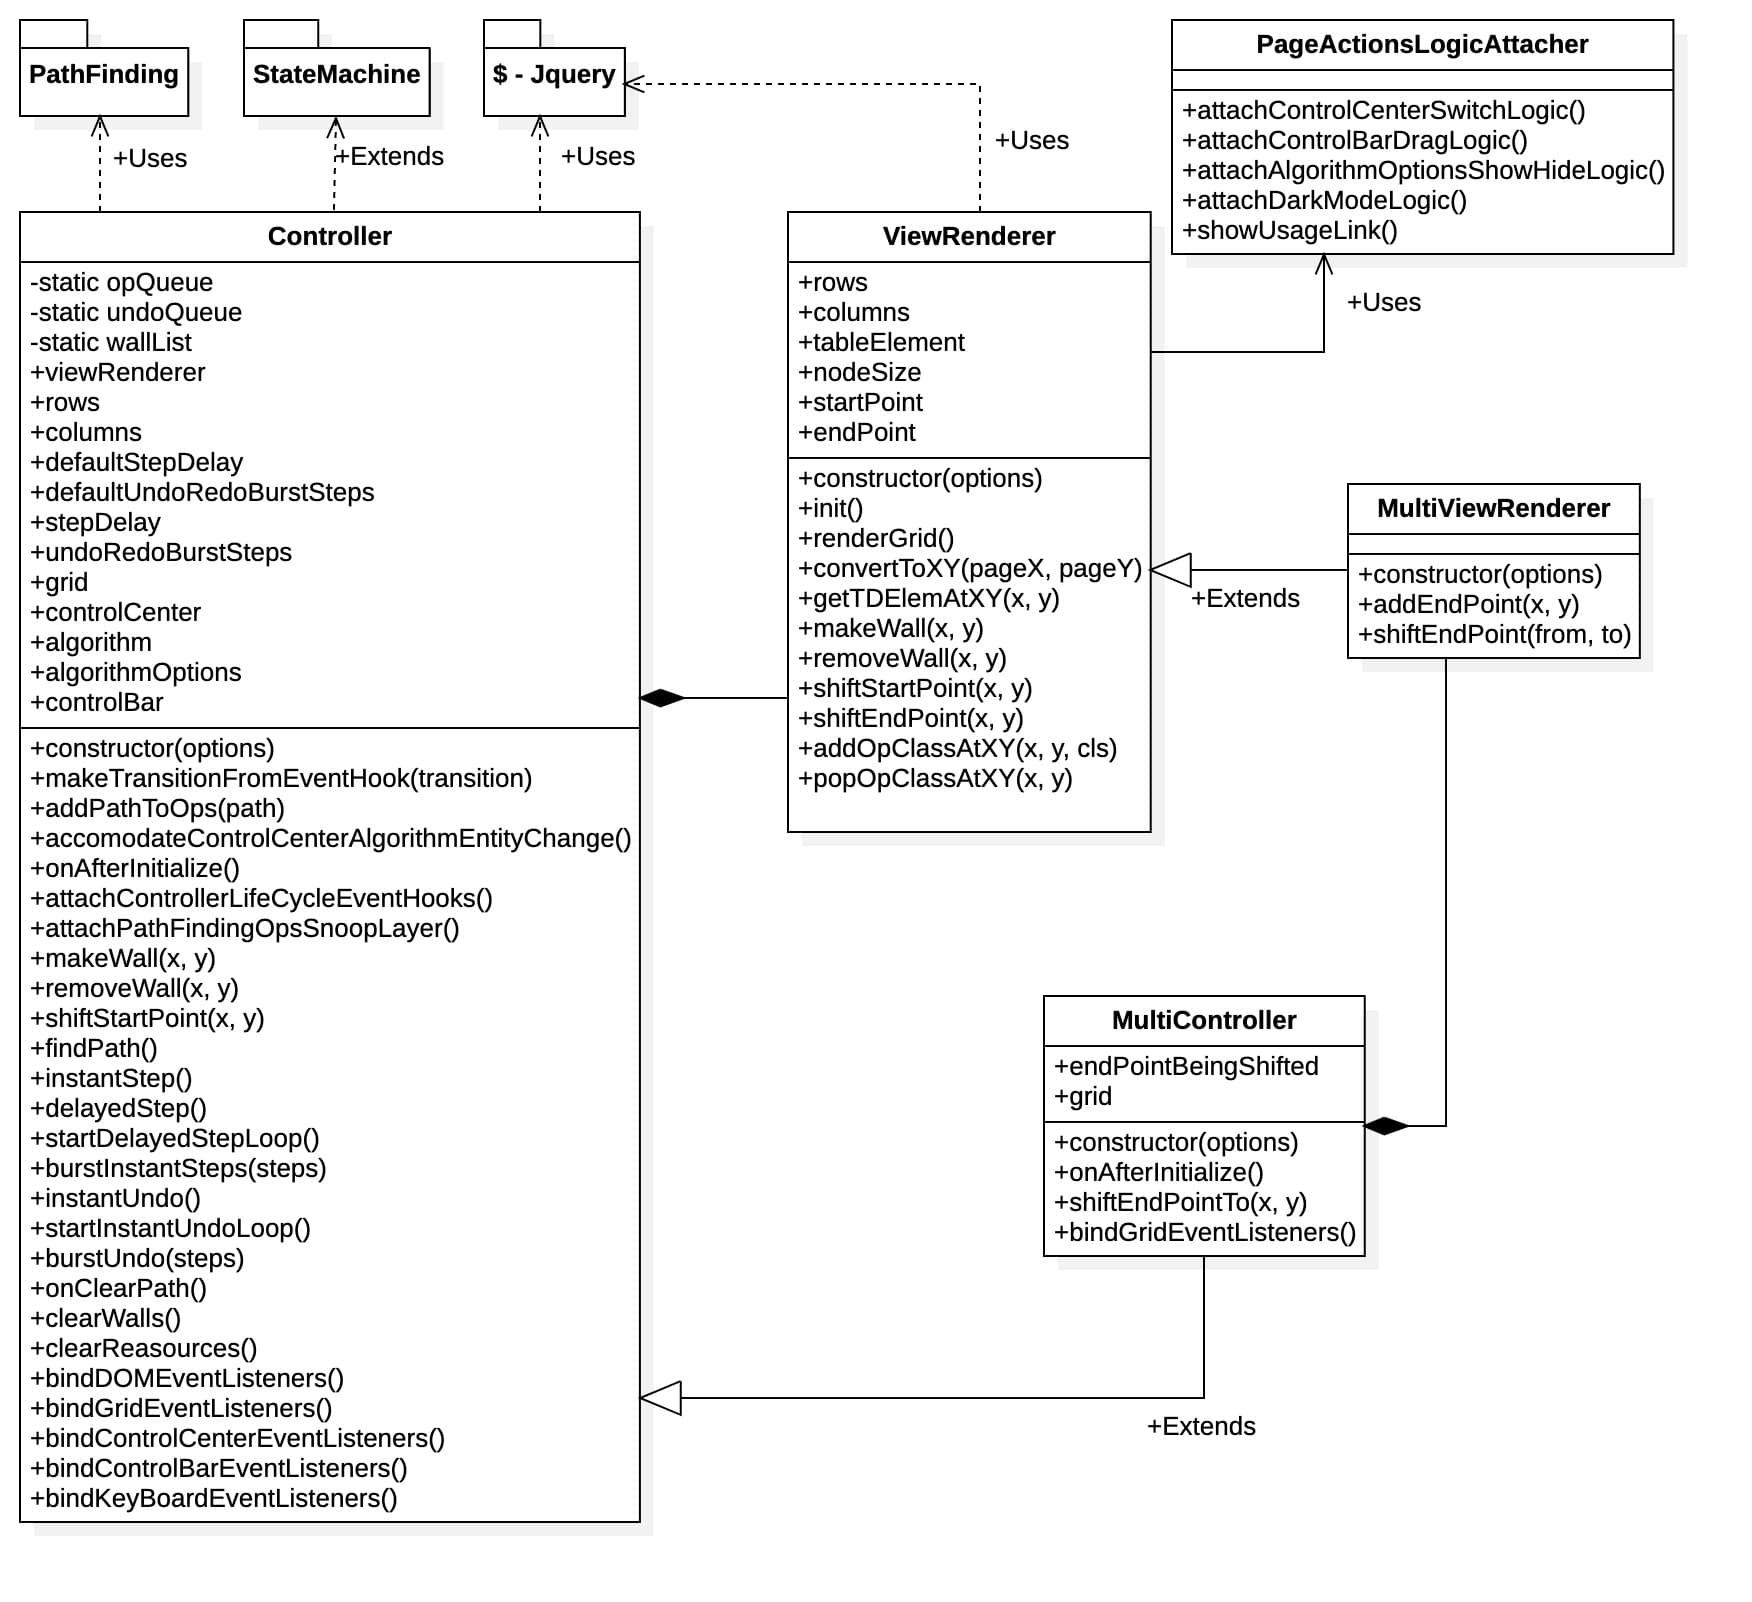 PathFinding
+Uses
StateMachine
+Extends
$ - Jquery
+Uses
+Uses
PageActionsLogicAttacher
+attachControlCenterSwitchLogic()
+attachControlBarDragLogic()
+attachAlgorithmOptionsShowHideLogic()
+attachDarkModeLogic()
+showUsageLink()
+Uses
Controller
-static opQueue
-static undoQueue
-static wallList
+viewRenderer
+rows
+columns
+defaultStepDelay
+defaultUndoRedoBurstSteps
+stepDelay
+undoRedoBurstSteps
+grid
+controlCenter
+algorithm
+algorithmOptions
+controlBar
+constructor(options)
+makeTransitionFromEventHook(transition)
+addPathToOps(path)
+accomodateControlCenterAlgorithmEntityChange()
+onAfterInitialize()
+attachControllerLifeCycleEventHooks()
+attachPathFindingOpsSnoopLayer()
+makeWall(x, y)
+removeWall(x, y)
+shiftStartPoint(x, y)
+findPath()
+instantStep()
+delayedStep()
+startDelayedStepLoop()
+burstInstantSteps(steps)
+instantUndo()
+startInstantUndoLoop()
+burstUndo(steps)
+onClearPath()
+clearWalls()
+clearReasources()
+bindDOMEventListeners()
+bindGridEventListeners()
+bindControlCenterEventListeners()
+bindControlBarEventListeners()
+bindKeyBoardEventListeners()
ViewRenderer
+rows
+columns
+tableElement
+nodeSize
+startPoint
+endPoint
+constructor(options)
+init()
+renderGrid()
+convertToXY(pageX, pageY)
+getTDElemAtXY(x, y)
+makeWall(x, y)
+removeWall(x, y)
+shiftStartPoint(x, y)
+shiftEndPoint(x, y)
+addOpClassAtXY(x, y, cls)
+popOpClassAtXY(x, y)
+Extends
MultiViewRenderer
+constructor(options)
+addEndPoint(x, y)
+shiftEndPoint(from, to)
MultiController
+endPointBeingShifted
+grid
+constructor(options)
+onAfterInitialize()
+shiftEndPointTo(x, y)
+bindGridEventListeners()
+Extends